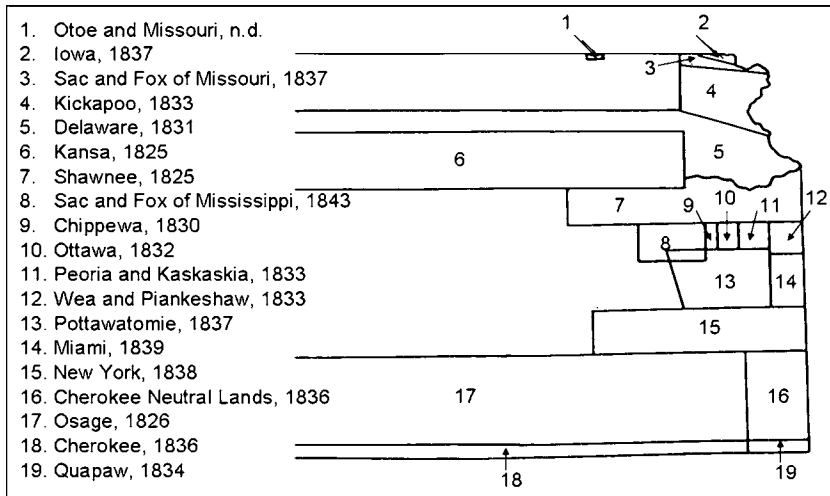 1. Otoe and Missouri, n.d.
2. Iowa, 1837
3. Sac and Fox of Missouri, 1837
4. Kickapoo, 1833
5. Delaware, 1831
6. Kansa, 1825
7. Shawnee, 1825
8. Sac and Fox of Mississippi, 1843
9. Chippewa, 1830
10. Ottawa, 1832
11. Peoria and Kaskaskia, 1833
12. Wea and Piankeshaw, 1833
13. Pottawatomie, 1837
14. Miami, 1839
15. New York, 1838
16. Cherokee Neutral Lands, 1836
17. Osage, 1826
18. Cherokee, 1836
19. Quapaw, 1834
1
2
3
4
5
6
7
9
10
11
12
8
13
14
15
17
16
18
19